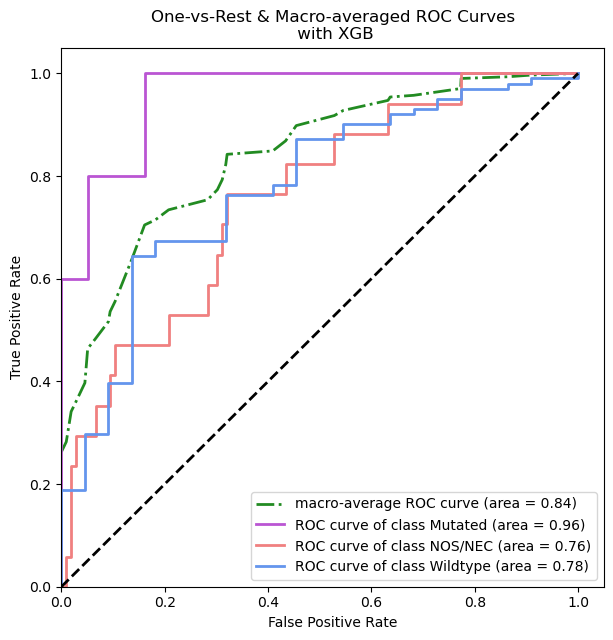 One-vs-Rest & Macro-averaged ROC Curves
with XGB
True Positive Rate
1.0
0.8
0.6
0.4
0.2
0.0
macro-average ROC curve (area = 0.84)
ROC curve of class Mutated (area = 0.96)
ROC curve of class NOS/NEC (area = 0.76)
ROC curve of class Wildtype (area = 0.78)
0.0 0.2 0.4 0.6 0.8 1.0
False Positive Rate